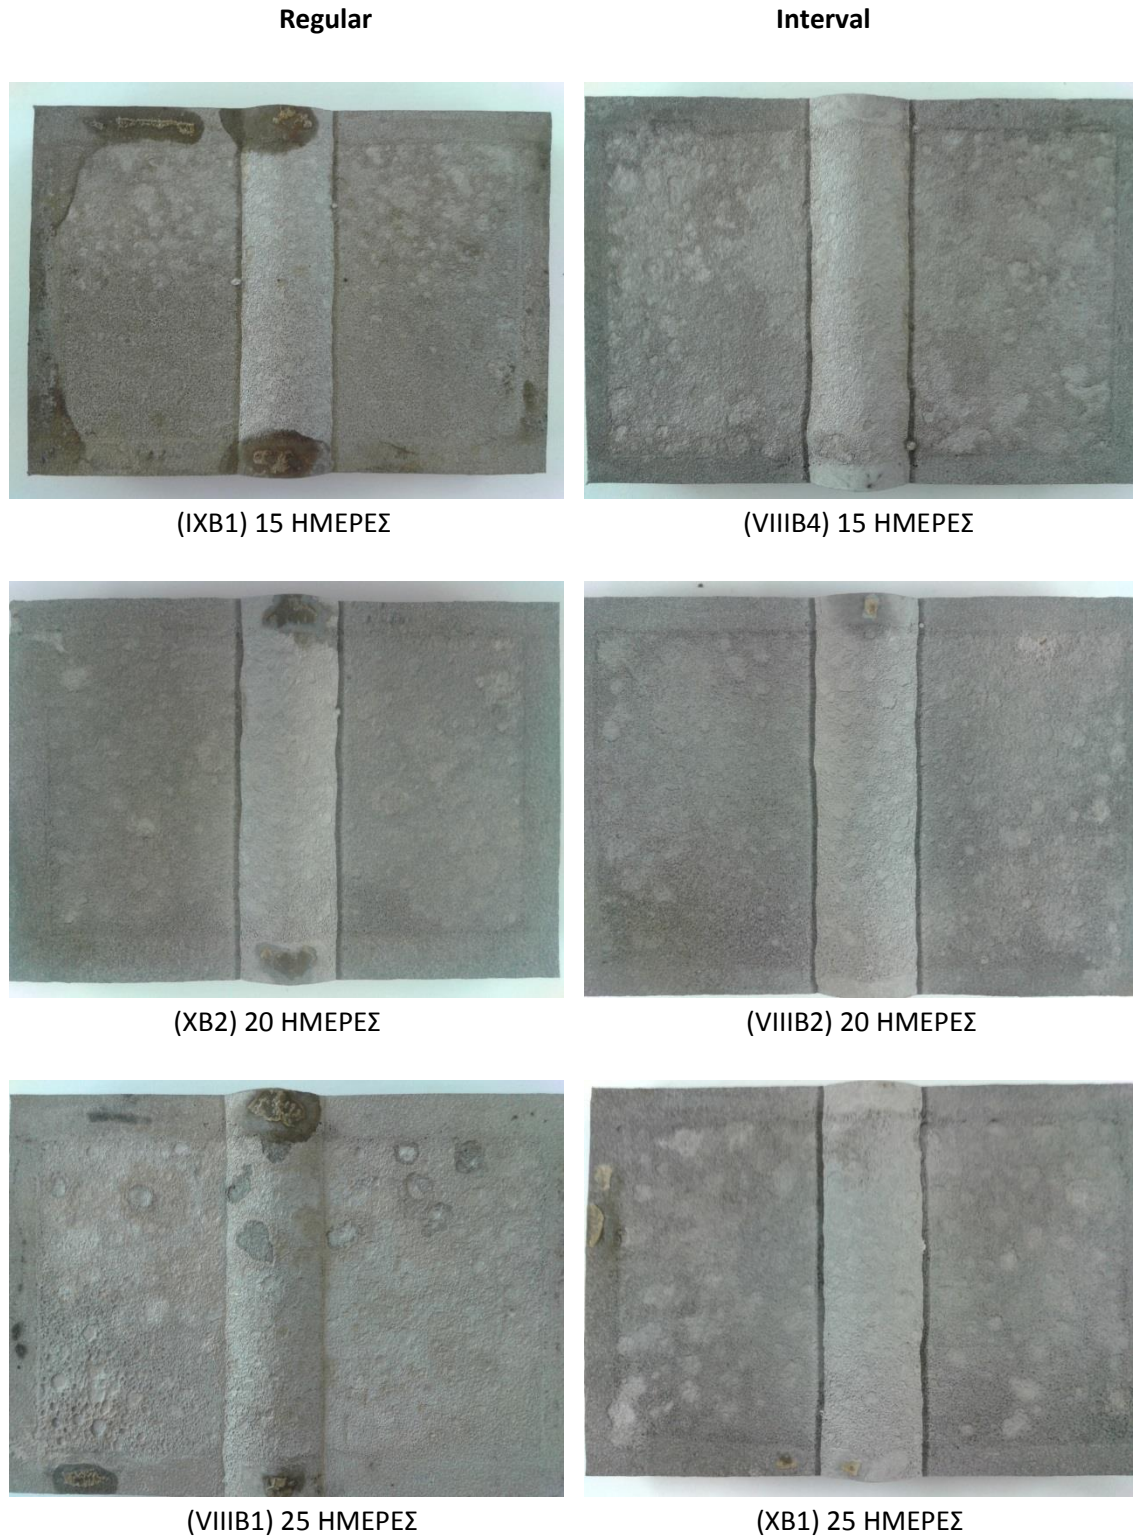 Regular
Interval
(IXB1) 15 ΗΜΕΡΕΣ
(VIIIB4) 15 ΗΜΕΡΕΣ
(XB2) 20 ΗΜΕΡΕΣ
(VIIIB2) 20 ΗΜΕΡΕΣ
(VIIIB1) 25 ΗΜΕΡΕΣ
(XB1) 25 ΗΜΕΡΕΣ